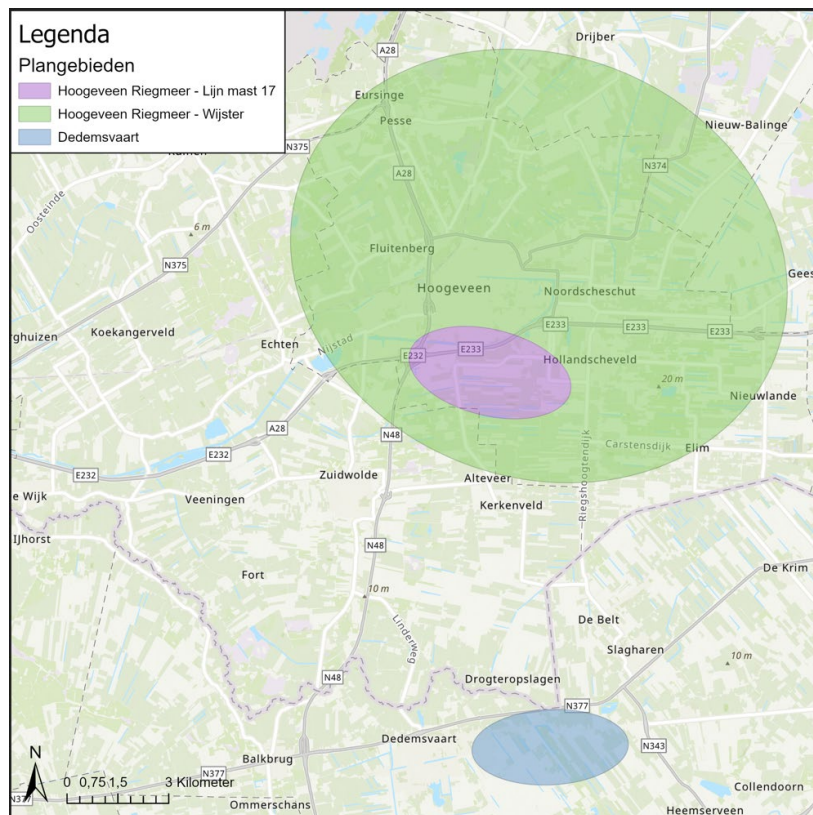 Legenda
Plangebieden
Hoogeveen Riegmeer - Lijn mast 17
Hoogeveen Riegmeer - Wijster
Dedemsvaart
Drijber
A28
Eursinge
Pesse
Nieuw-Balinge
N375
N374
A28
Oosteinde
6 m
Fluitenberg
N375
Gees
Hoogeveen
Noordscheschut
E233
E233
E233
Koekangerveld
Echten
Nijstad
E232
E233
Hollandscheveld
20 m
Nieuwlande
A28
N48
Carstensdijk
Elim
E232
E232
Zuidwolde
Alteveer
Riegshoogtendijk
e Wijk
Veeningen
Kerkenveld
IJhorst
N48
De Krim
Fort
10 m
De Belt
Linderweg
Slagharen
10 m
N48
Drogteropslagen
N377
Dedemsvaart
N343
N
Balkbrug
N377
0 0,75 1,5 3 Kilometer
Collendoorn
Ommerschans
Heemserveen